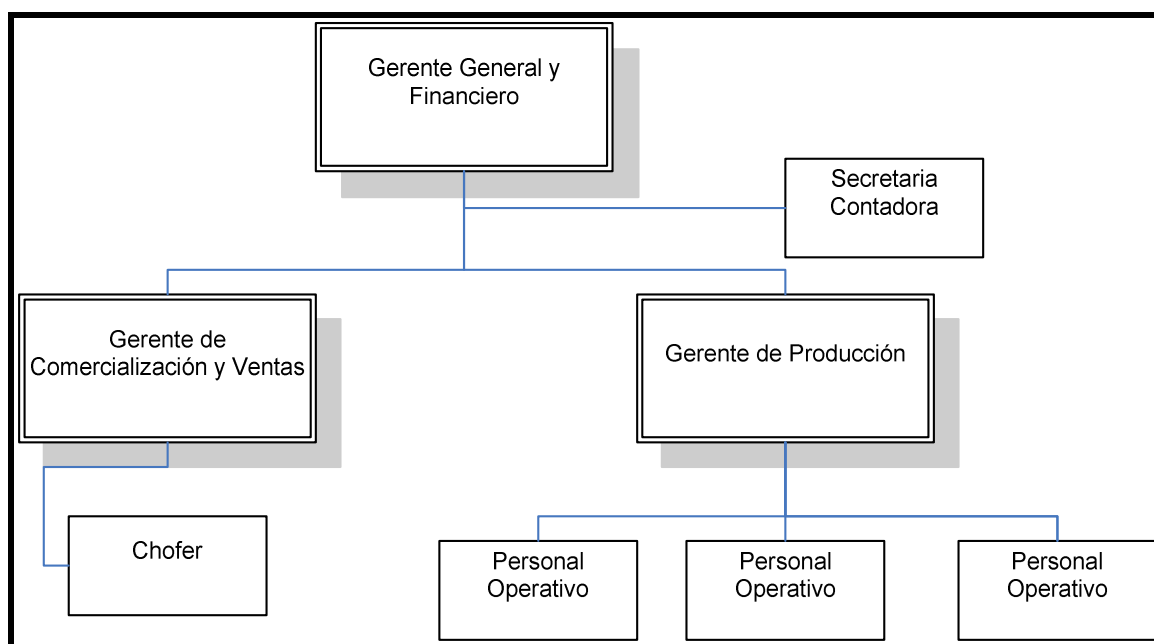 Gerente General y
Financiero
Secretaria
Contadora
Gerente de
Comercialización y Ventas
Gerente de Producción
Chofer
Personal
Operativo
Personal
Operativo
Personal
Operativo